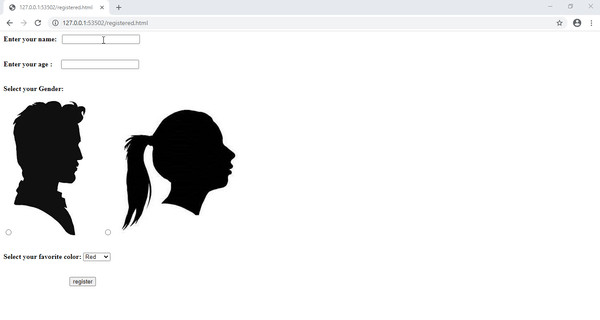 127.0.0.1:53502/registered.html
127.0.0.1:53502/registered.html
Enter your name:
Enter your age :
Select your Gender:
Select your favorite color: Red
register